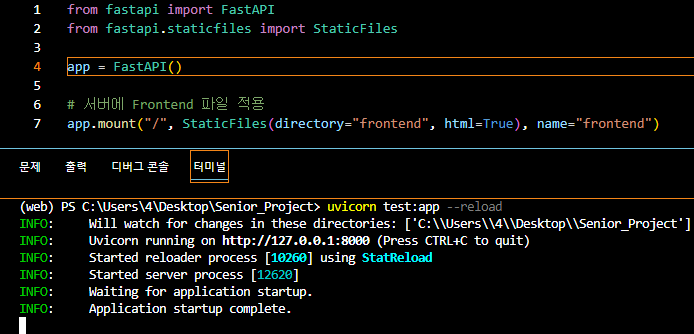 1 from fastapi import FastAPI
2 from fastapi.staticfiles import StaticFiles
3
4 app = FastAPI()
5
6 # 서버에 Frontend 파일 적용
7 app.mount("/", StaticFiles(directory="frontend", html=True), name="frontend")
문제 출력 디버그 콘솔 터미널
(web) PS C:\Users\4\Desktop\Senior_Project> uvicorn test:app --reload
INFO: Will watch for changes in these directories: ['C:\\Users\\4\\Desktop\\Senior_Project']
INFO: Uvicorn running on http://127.0.0.1:8000 (Press CTRL+C to quit)
INFO: Started reloader process [10260] using StatReload
INFO: Started server process [12620]
INFO: Waiting for application startup.
INFO: Application startup complete.